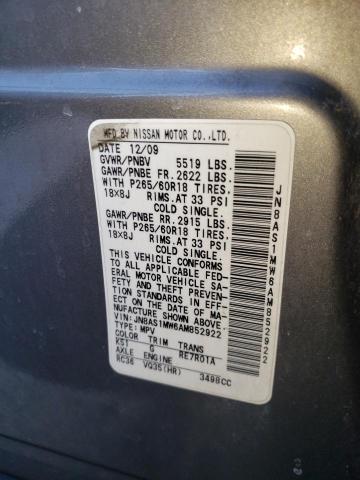 MFD BY NISSAN MOTOR CO.,LTD.
DATE 12/09
GVWR/PNBV 5519 LBS.
GAWR/PNBE FR. 2622 LBS.
WITH P265/60R18 TIRES.
18X8J RIMS. AT 33 PSI
COLD SINGLE.
GAWR/PNBE RR. 2915 LBS.
WITH P265/60R18 TIRES.
18X8J RIMS. AT 33 PSI
COLD SINGLE.
THIS VEHICLE CONFORMS
TO ALL APPLICABLE FED-
ERAL MOTOR VEHICLE SA-
FETY AND THEFT PREVEN-
TION STANDARDS IN EFF-
ECT ON THE DATE OF MA-
NUFACTURE SHOWN ABOVE.
VIN: JN8AS1MW6AM852922
TYPE: MPV
COLOR TRIM TRANS
K51 G RE7R01A
AXLE ENGINE
RC36 VQ35(HR) 3498CC
JN8AS1MW6AM852922